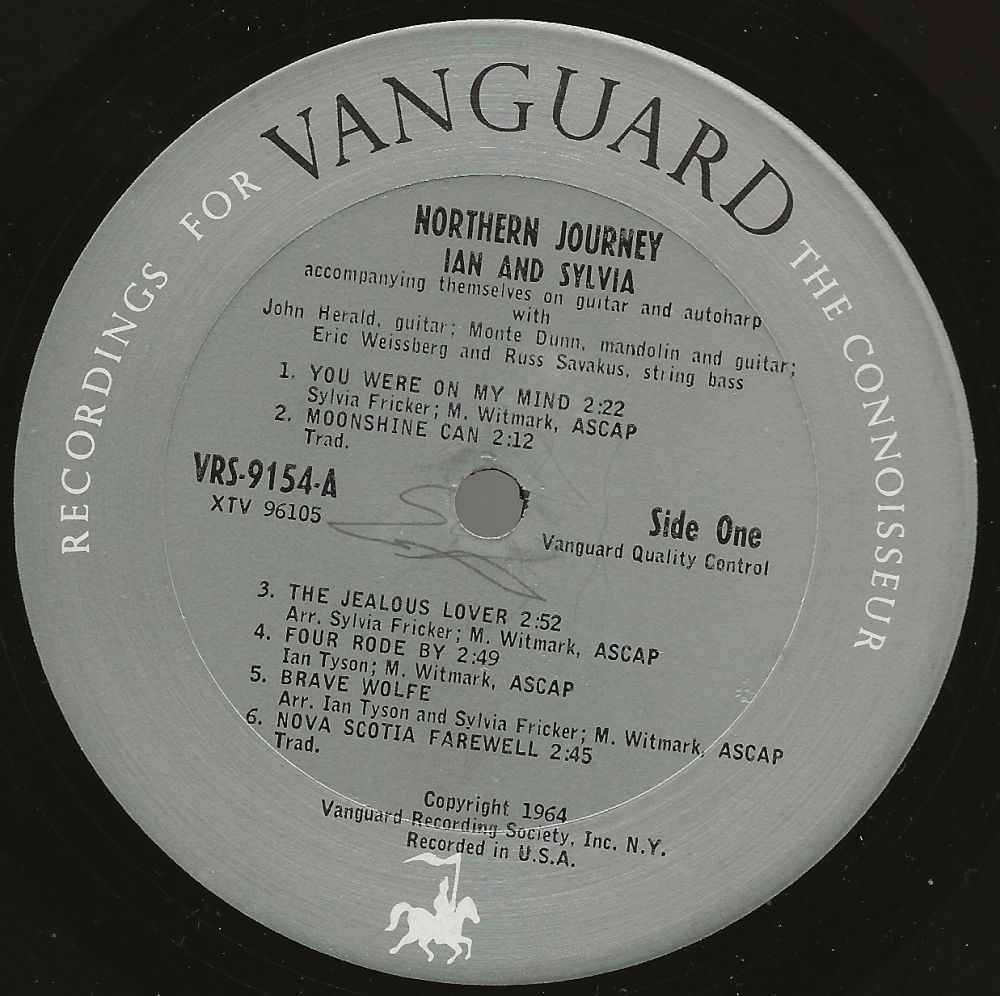 RECORDINGS FOR VANGUARD THE CONNOISSEUR
NORTHERN JOURNEY
IAN AND SYLVIA
accompanying themselves on guitar and autoharp
with
John Herald, guitar; Monte Dunn, mandolin and guitar;
Eric Weissberg and Russ Savakus, string bass
1. YOU WERE ON MY MIND 2:22
Sylvia Fricker; M. Witmark, ASCAP
2. MOONSHINE CAN 2:12
Trad.
VRS-9154-A
XTV 96105
Side One
Vanguard Quality Control
3. THE JEALOUS LOVER 2:52
Arr. Sylvia Fricker; M. Witmark, ASCAP
4. FOUR RODE BY 2:49
Ian Tyson; M. Witmark, ASCAP
5. BRAVE WOLFE
Arr. Ian Tyson and Sylvia Fricker; M. Witmark, ASCAP
6. NOVA SCOTIA FAREWELL 2:45
Trad.
Copyright 1964
Vanguard Recording Society, Inc. N.Y.
Recorded in U.S.A.